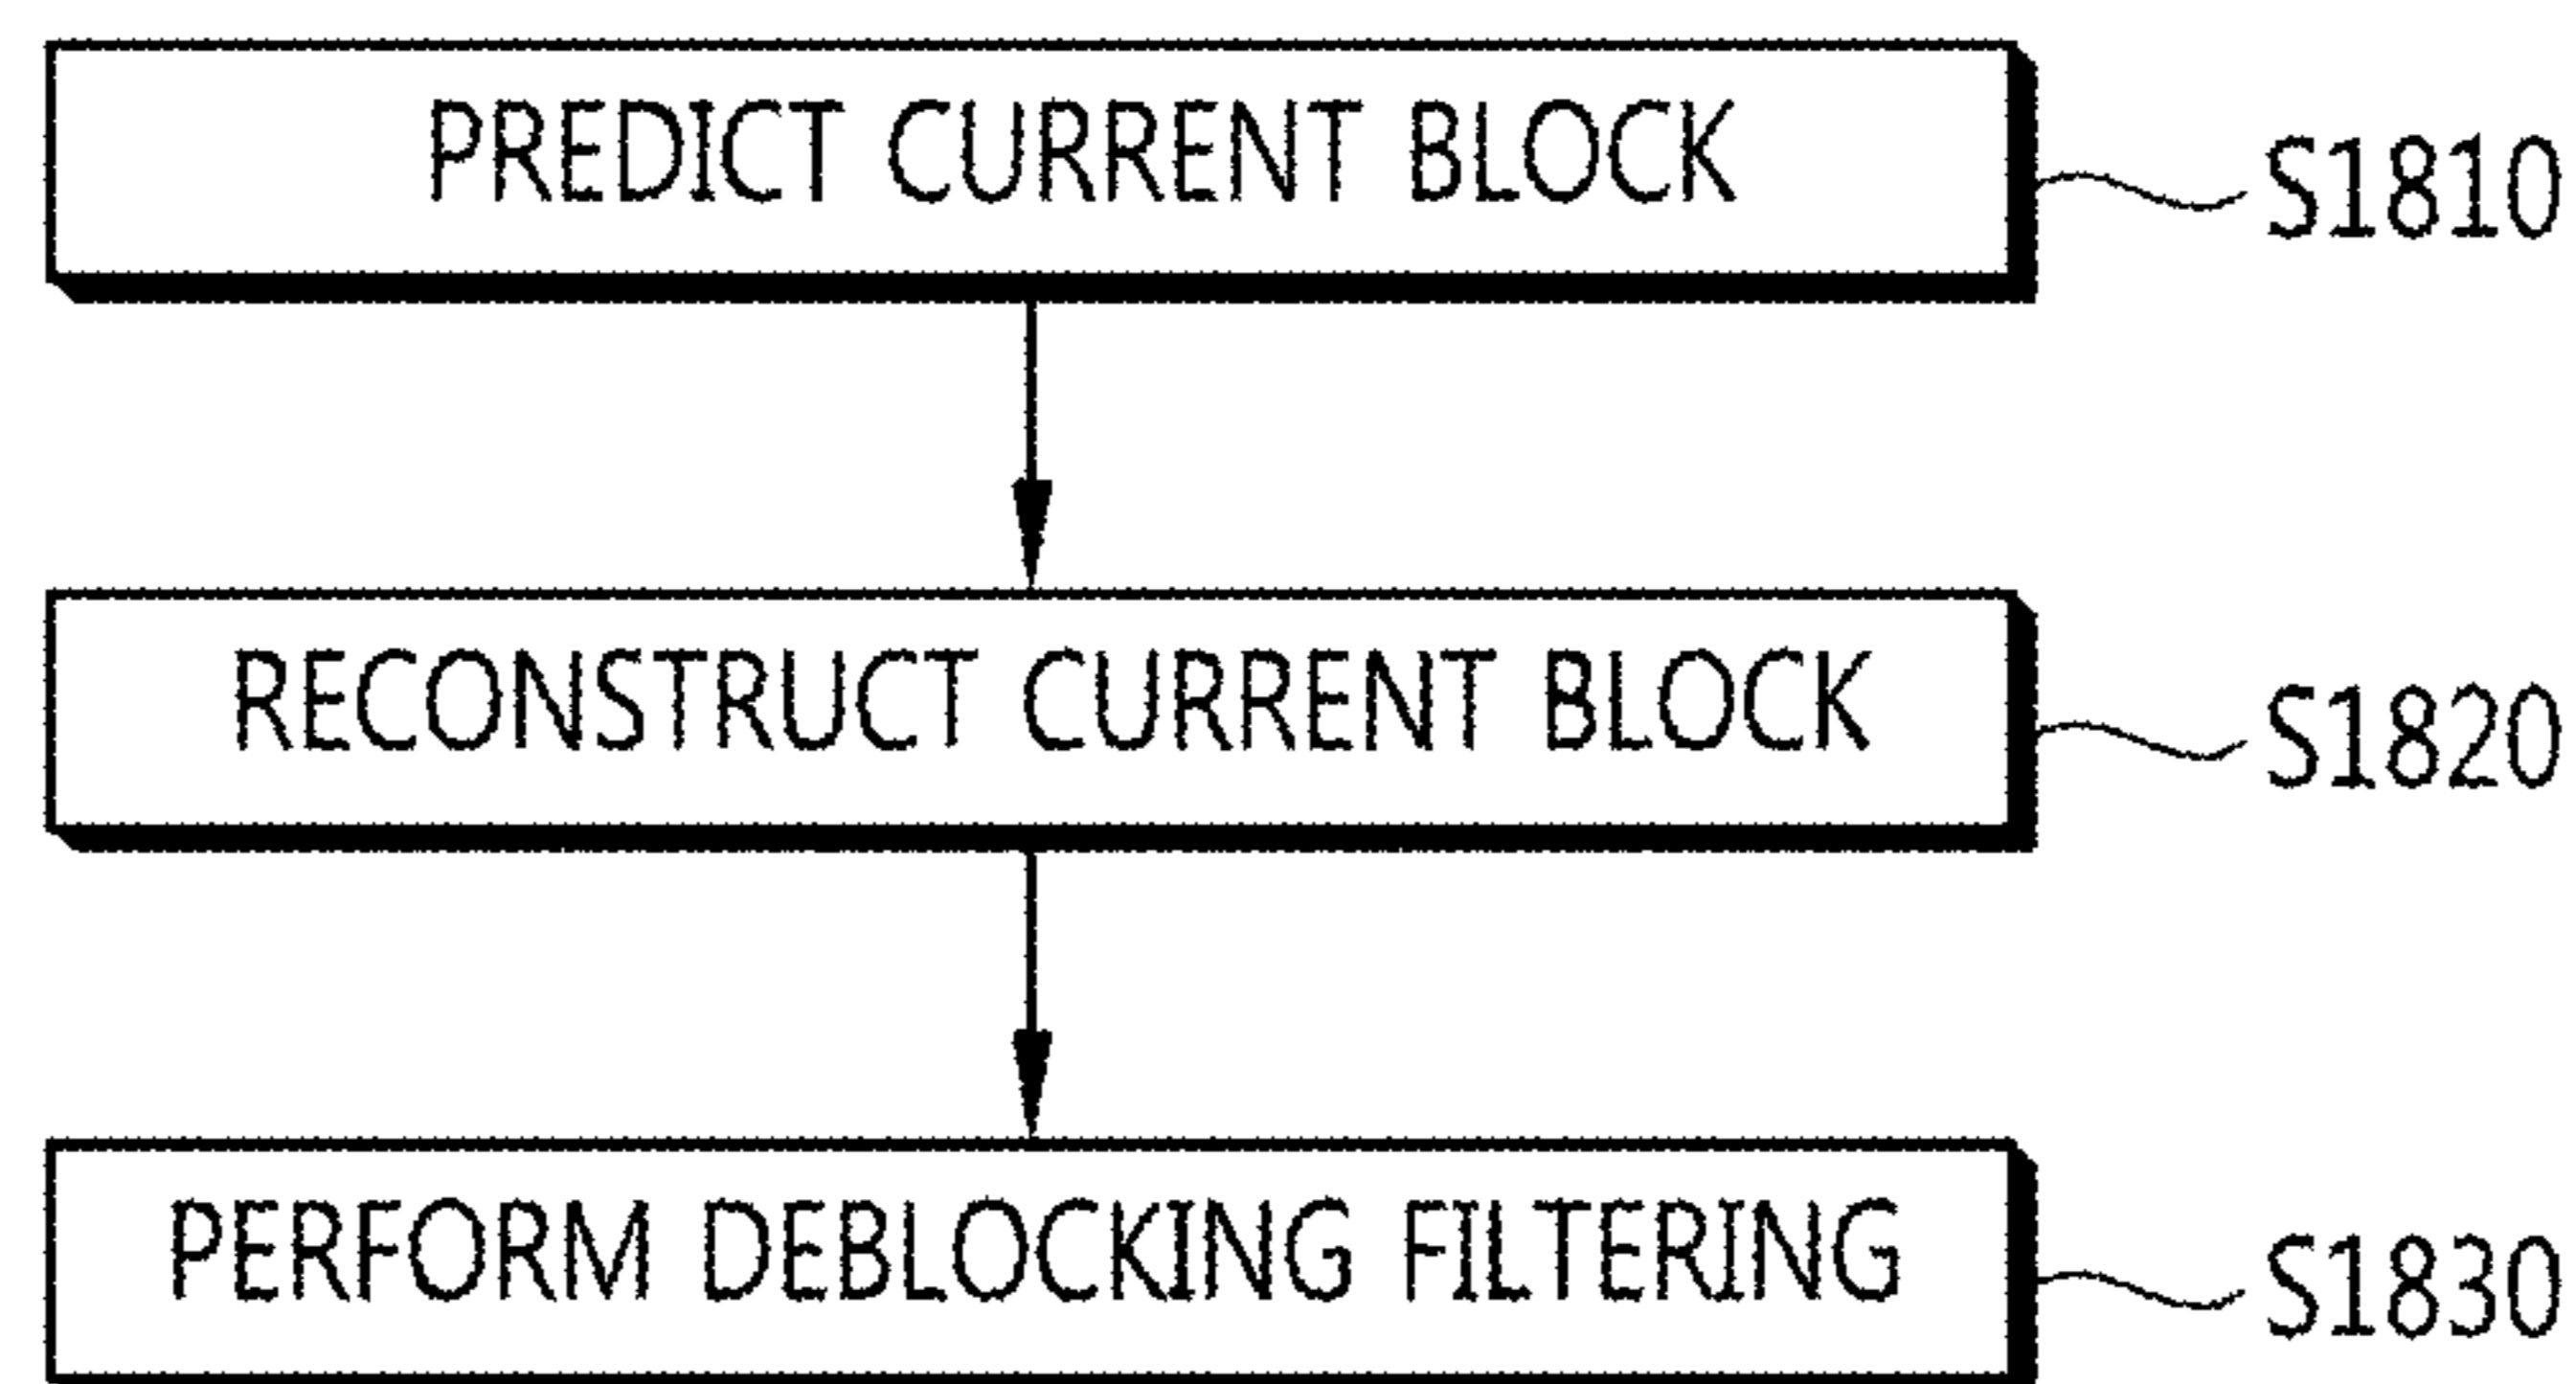 PREDICT CURRENT BLOCK
S1810
RECONSTRUCT CURRENT BLOCK
S1820
PERFORM DEBLOCKING FILTERING
S1830